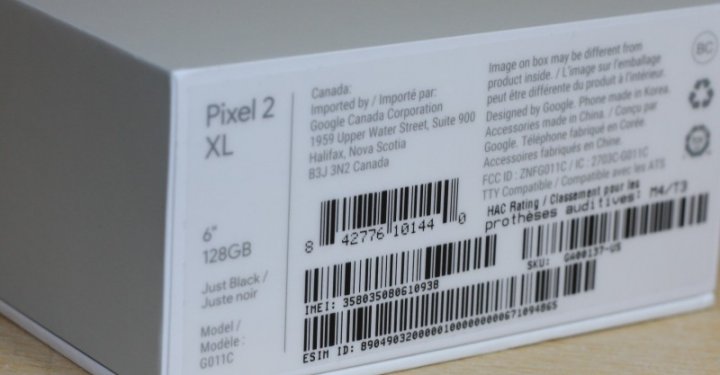 Pixel 2
XL
6"
128GB
Just Black /
Juste noir
Model /
Modèle:
G011C
Canada:
Imported by / Importé par:
Google Canada Corporation
1959 Upper Water Street, Suite 900
Halifax, Nova Scotia
B3J 3N2 Canada
8 42776 10144 0
IMEI: 358035080610938
ESIM ID: 89049032000001000000000671094865
Image on box may be different from
product inside. / L'image sur l'emballage
peut être différente du produit à l'intérieur.
Designed by Google. Phone made in Korea.
Accessories made in China. / Conçu par
Google. Téléphone fabriqué en Corée.
Accessoires fabriqués en Chine.
FCC ID : ZNFG011C / IC : 2703C-G011C
TTY Compatible / Compatible avec les ATS
HAC Rating / Classement pour les
prothèses auditives: M4/T3
SKU: GA00137-US
BC